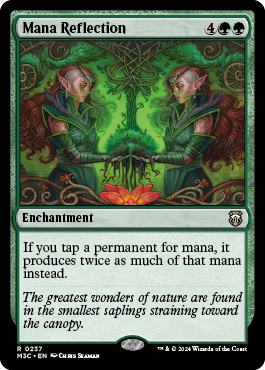 Mana Reflection 4
Enchantment
If you tap a permanent for mana, it
produces twice as much of that mana
instead.
The greatest wonders of nature are found
in the smallest saplings straining toward
the canopy.
R 0237
M3C • EN Chris Seaman
™ & © 2024 Wizards of the Coast